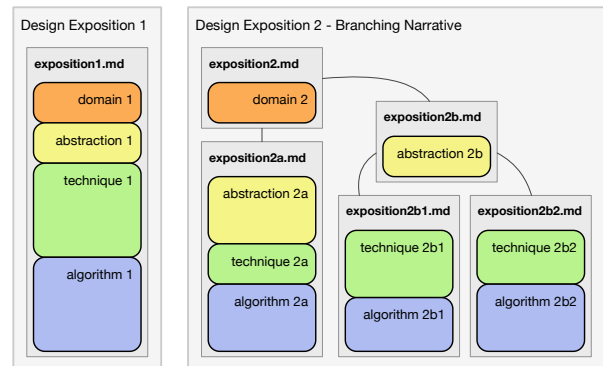 Design Exposition 1
exposition1.md
domain 1
abstraction 1
technique 1
algorithm 1
Design Exposition 2 - Branching Narrative
exposition2.md
domain 2
exposition2a.md
abstraction 2a
technique 2a
algorithm 2a
exposition2b.md
abstraction 2b
exposition2b1.md
technique 2b1
algorithm 2b1
exposition2b2.md
technique 2b2
algorithm 2b2